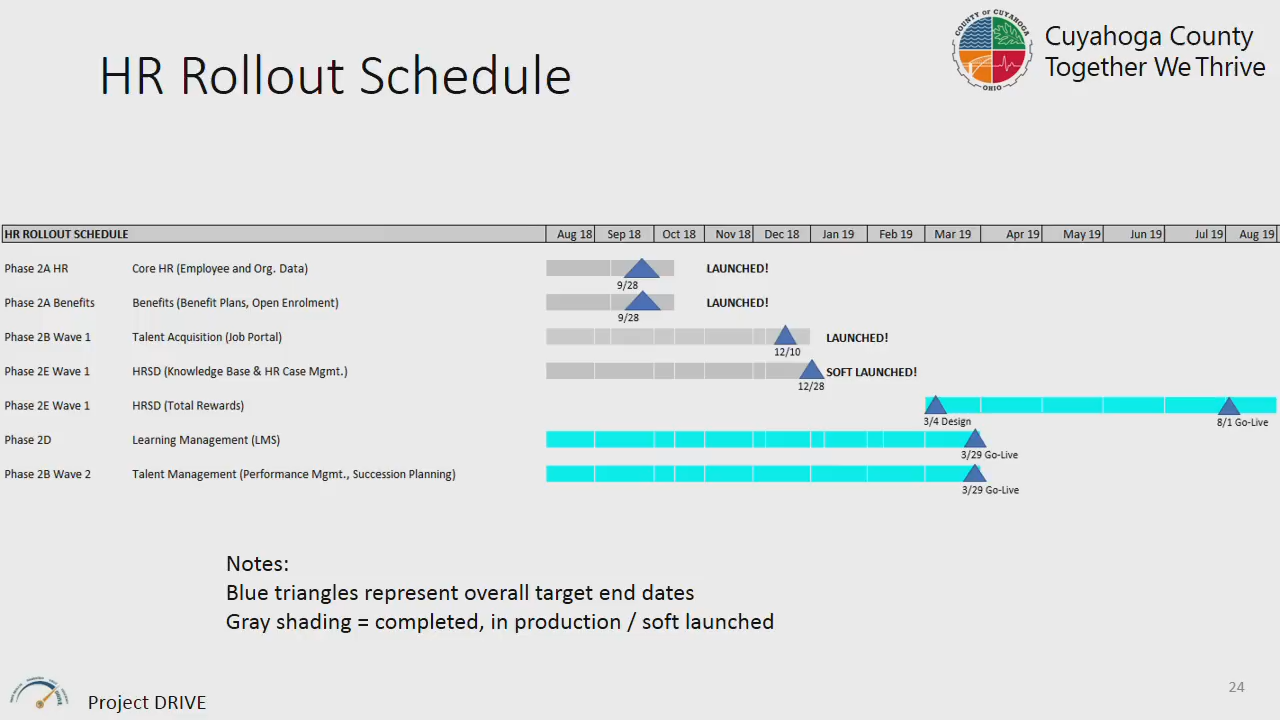 COUNTY OF CUYAHOGA
OHIO
Cuyahoga County
Together We Thrive
HR Rollout Schedule
HR ROLLOUT SCHEDULE Aug 18 Sep 18 Oct 18 Nov 18 Dec 18 Jan 19 Feb 19 Mar 19 Apr 19 May 19 Jun 19 Jul 19 Aug 19
Phase 2A HR Core HR (Employee and Org. Data) LAUNCHED!
9/28
Phase 2A Benefits Benefits (Benefit Plans, Open Enrolment) LAUNCHED!
9/28
Phase 2B Wave 1 Talent Acquisition (Job Portal) LAUNCHED!
12/10
Phase 2E Wave 1 HRSD (Knowledge Base & HR Case Mgmt.) SOFT LAUNCHED!
12/28
Phase 2E Wave 1 HRSD (Total Rewards)
3/4 Design 8/1 Go-Live
Phase 2D Learning Management (LMS)
3/29 Go-Live
Phase 2B Wave 2 Talent Management (Performance Mgmt., Succession Planning)
3/29 Go-Live
Notes:
Blue triangles represent overall target end dates
Gray shading = completed, in production / soft launched
Project DRIVE
24